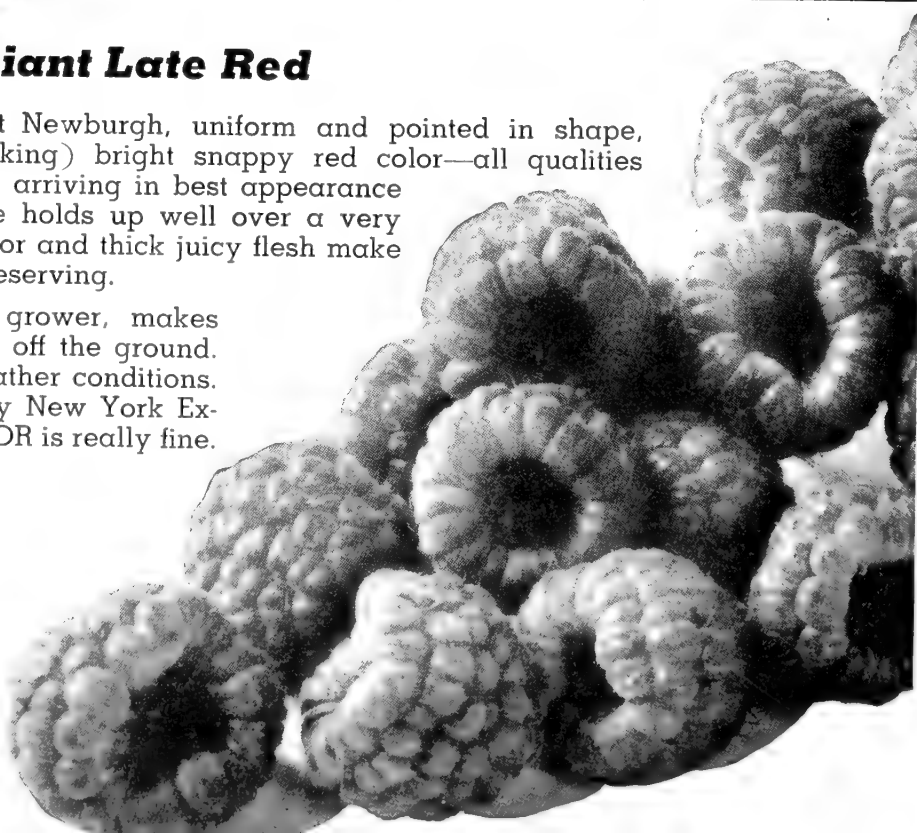 iant Late Red
t Newburgh, uniform and pointed in shape,
king) bright snappy red color—all qualities
arriving in best appearance
e holds up well over a very
or and thick juicy flesh make
eserving.
grower, makes
off the ground.
ather conditions.
y New York Ex-
OR is really fine.